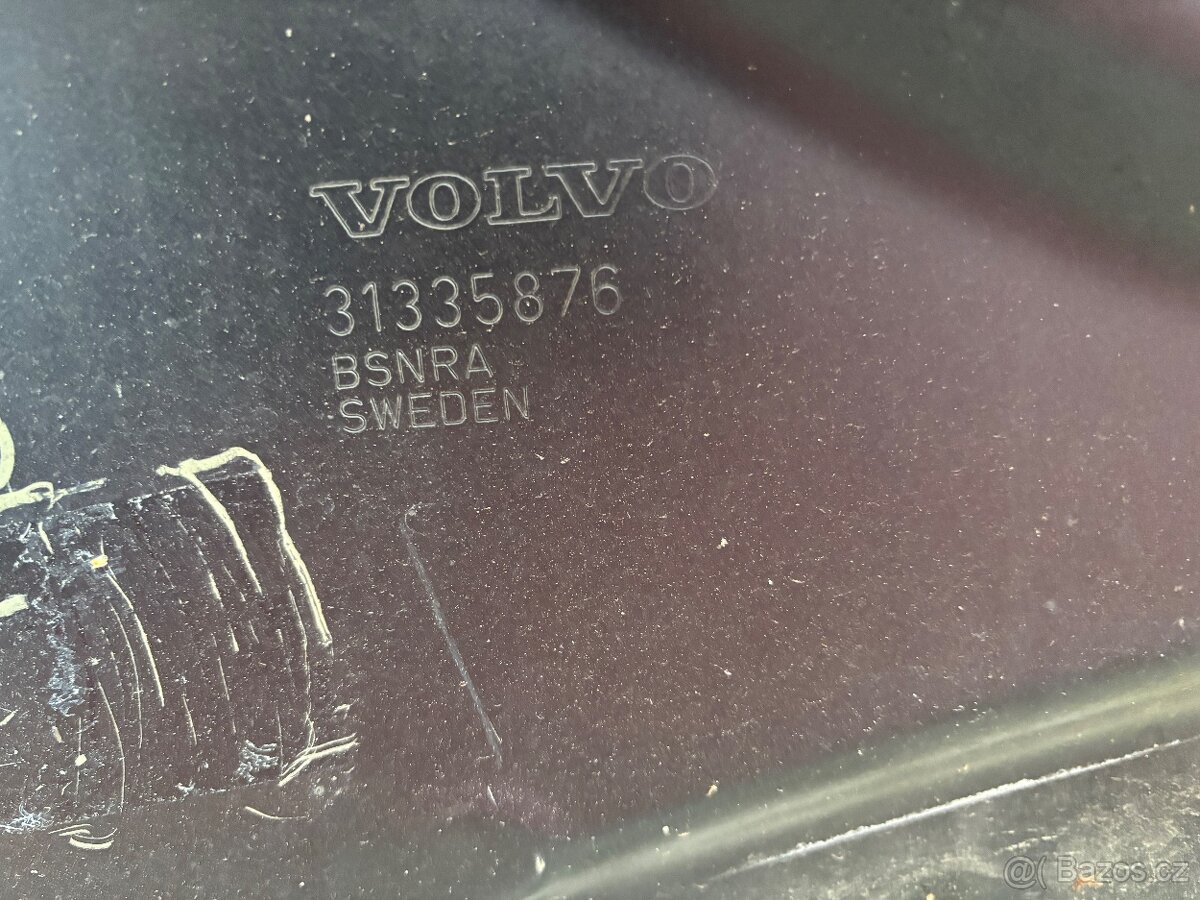 VOLVO
31335876
BSNRA
SWEDEN
@( Bazos.cz